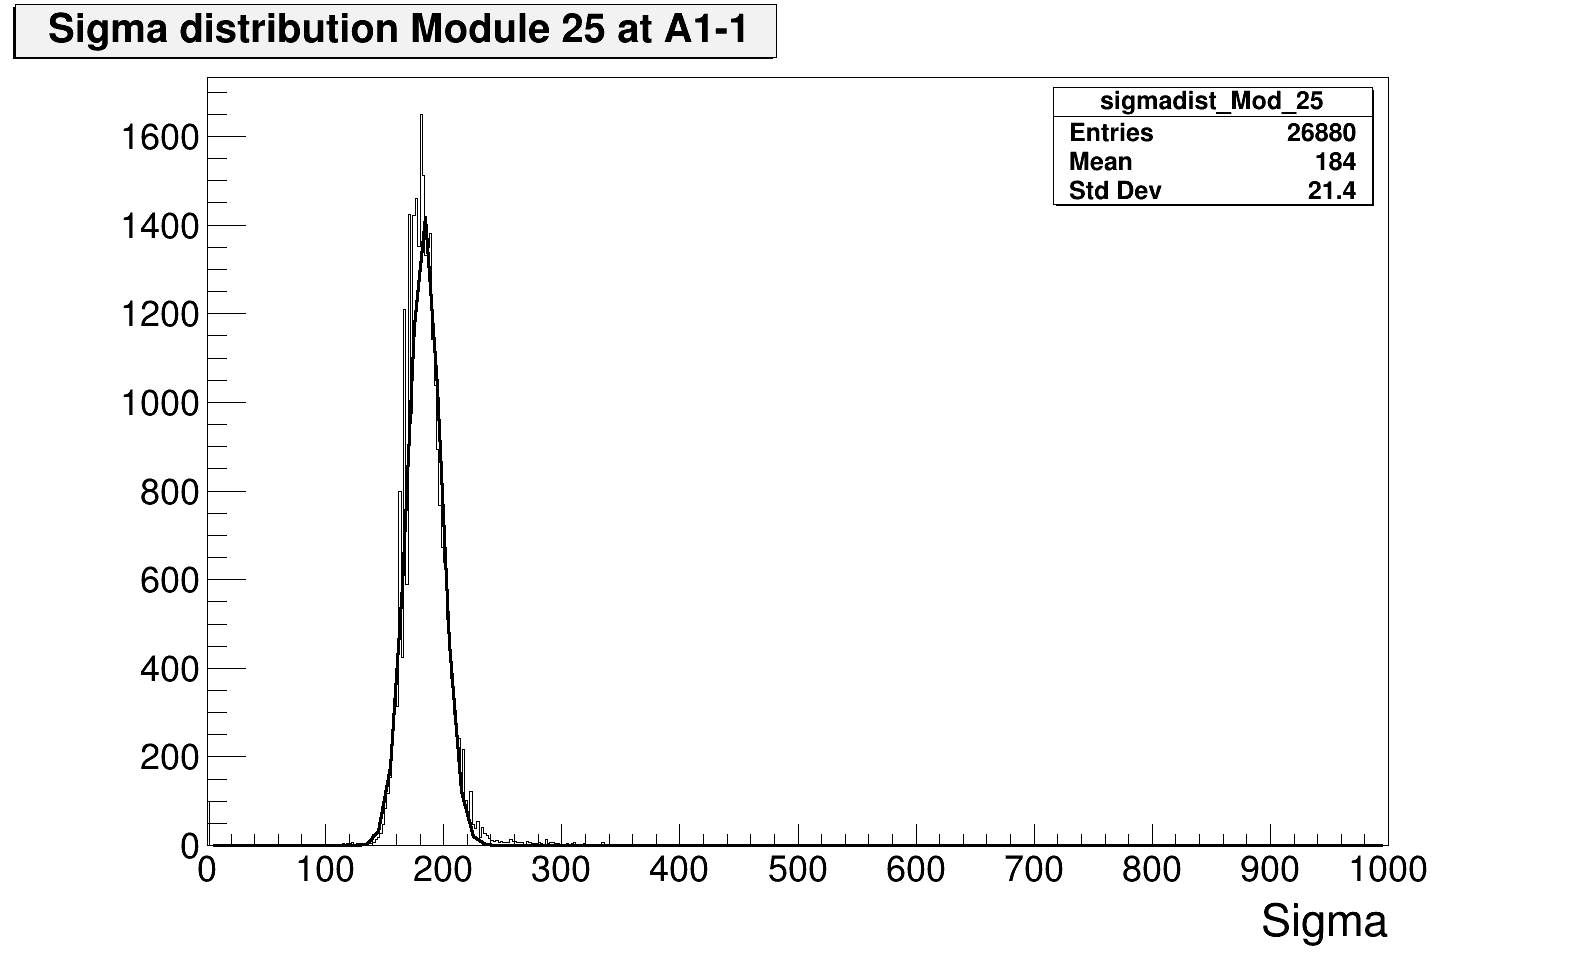 Sigma distribution Module 25 at A1-1
sigmadist_Mod_25
Entries 26880
Mean 184
Std Dev 21.4
1600
1400
1200
1000
800
600
400
200
0
0 100 200 300 400 500 600 700 800 900 1000
Sigma